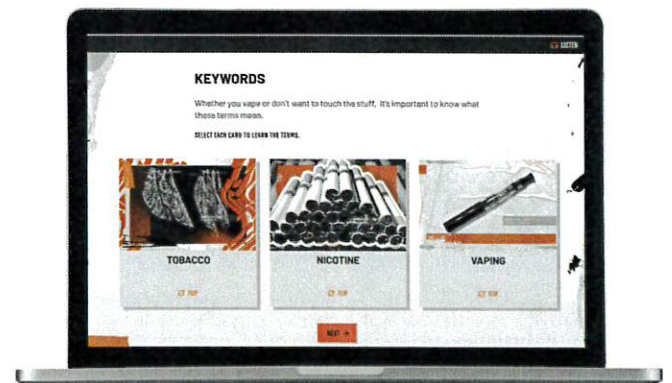 LISTEN
KEYWORDS
Whether you vape or don't want to touch the stuff, it's important to know what
these terms mean.
SELECT EACH CARD TO LEARN THE TERMS.
TOBACCO
NICOTINE
VAPING
FLIP
FLIP
FLIP
NEXT →